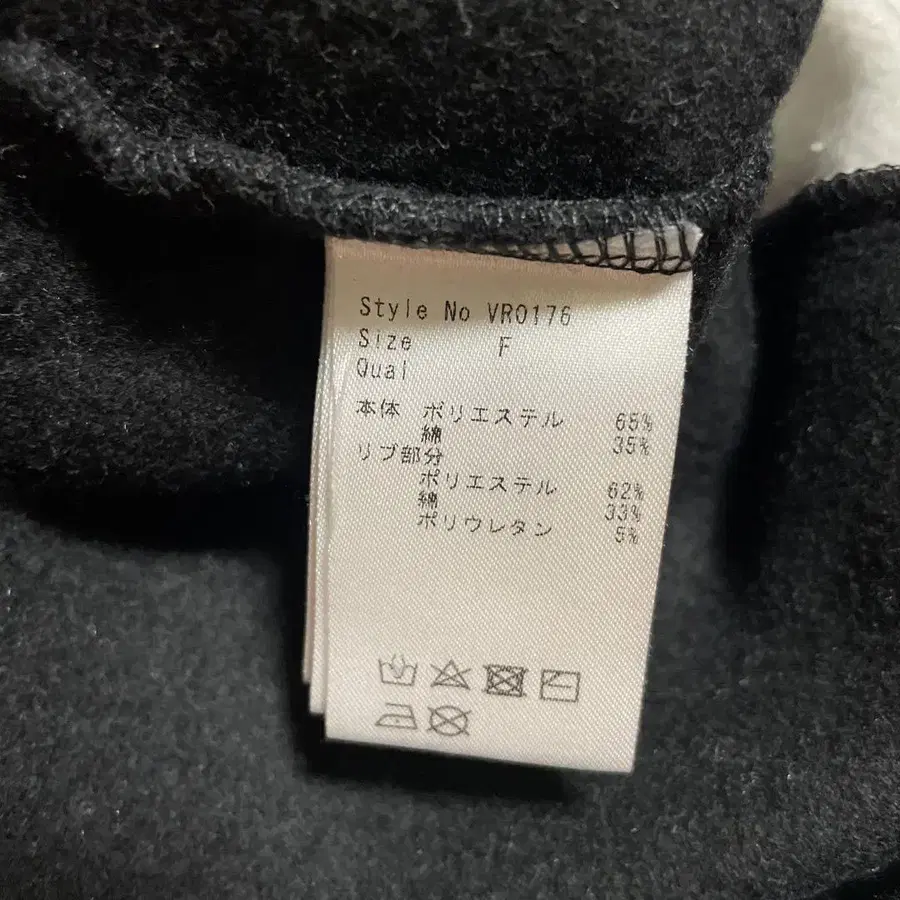 Style No VR0176
Size F
Qual
本体 ポリエステル 65%
綿 35%
リブ部分
ポリエステル 62%
綿 33%
ポリウレタン 5%